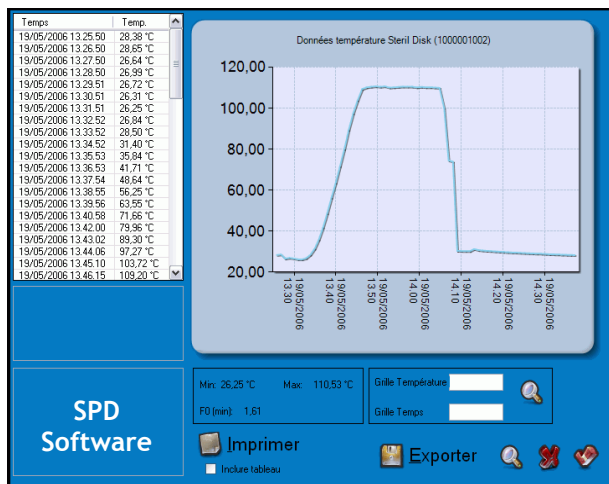 Temps Temp.
19/05/2006 13.25.50 28,38 °C
19/05/2006 13.26.50 28,65 °C
19/05/2006 13.27.50 26,64 °C
19/05/2006 13.28.50 26,99 °C
19/05/2006 13.29.51 26,72 °C
19/05/2006 13.30.51 26,31 °C
19/05/2006 13.31.51 26,25 °C
19/05/2006 13.32.52 26,84 °C
19/05/2006 13.33.52 28,50 °C
19/05/2006 13.34.52 31,40 °C
19/05/2006 13.35.53 35,84 °C
19/05/2006 13.36.53 41,71 °C
19/05/2006 13.37.54 48,64 °C
19/05/2006 13.38.55 56,25 °C
19/05/2006 13.39.56 63,55 °C
19/05/2006 13.40.58 71,66 °C
19/05/2006 13.42.00 79,96 °C
19/05/2006 13.43.02 89,30 °C
19/05/2006 13.44.06 97,27 °C
19/05/2006 13.45.10 103,72 °C
19/05/2006 13.46.15 109,20 °C
Données température Steril Disk (1000001002)
120,00
100,00
80,00
60,00
40,00
20,00
19/05/2006
13.30
19/05/2006
13.40
19/05/2006
13.50
19/05/2006
14.00
19/05/2006
14.10
19/05/2006
14.20
19/05/2006
14.30
Min: 26,25 °C Max: 110,53 °C
F0 (min): 1,61
Grille Température
Grille Temps
SPD
Software
Imprimer
Inclure tableau
Exporter